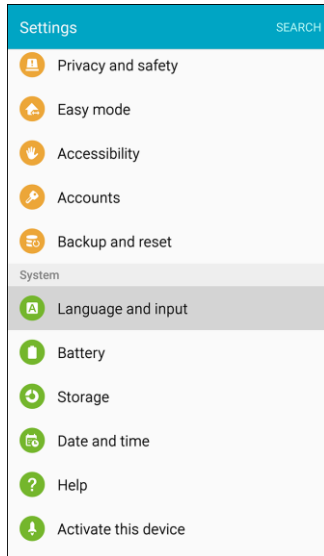 Settings SEARCH
Privacy and safety
Easy mode
Accessibility
Accounts
Backup and reset
System
A Language and input
Battery
Storage
Date and time
? Help
Activate this device